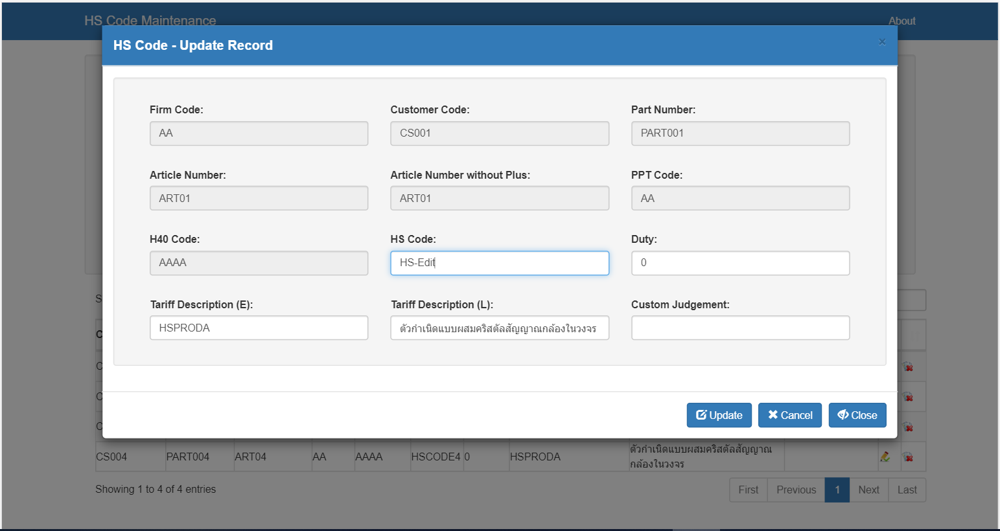 HS Code Maintenance
About
HS Code - Update Record
×
Firm Code:
Customer Code:
Part Number:
AA
CS001
PART001
Article Number:
Article Number without Plus:
PPT Code:
ART01
ART01
AA
H40 Code:
HS Code:
Duty:
AAAA
HS-Edit
0
Tariff Description (E):
Tariff Description (L):
Custom Judgement:
HSPRODA
ตัวกำเนิดแบบผสมคริสตัลสัญญาณกล้องในวงจร
S
C
C
C
C
Update
Cancel
Close
CS004 PART004 ART04 AA AAAA HSCODE4 0 HSPRODA
ตัวกำเนิดแบบผสมคริสตัลสัญญาณ
กล้องในวงจร
Showing 1 to 4 of 4 entries
First Previous 1 Next Last